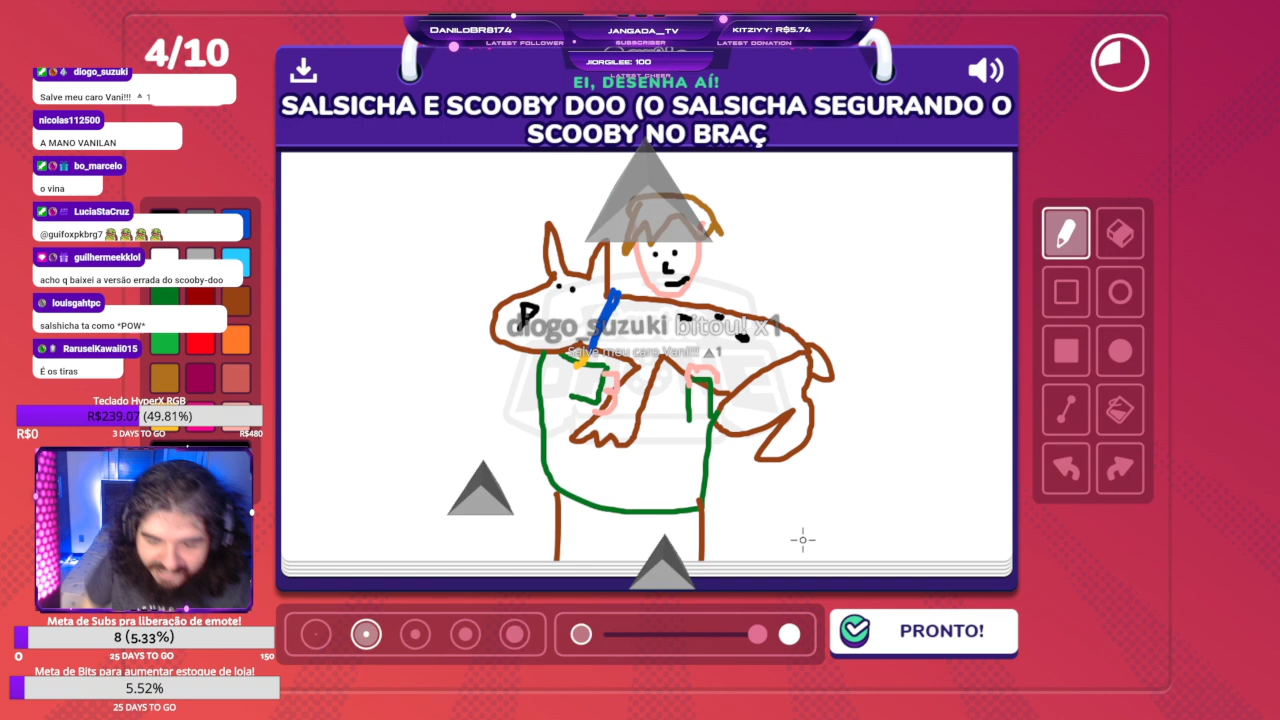 DANILOBR8174
LATEST FOLLOWER
JANGADA_TV
SUBSCRIBER
KITZIYY: R$5.74
LATEST DONATION
JIORGILEE: 100
LATEST CHEER
4/10
EI, DESENHA AÍ!
SALSICHA E SCOOBY DOO (O SALSICHA SEGURANDO O
SCOOBY NO BRAÇ
diogo_suzuki
Salve meu caro Vani!!! 1
nicolas112500
A MANO VANILAN
bo_marcelo
o vina
LuciaStaCruz
@guifoxpkbrg7
guilhermeekklol
acho q baixei a versão errada do scooby-doo
louisgahtpc
salshicha ta como *POW*
RaruselKawaii015
É os tiras
diogo_suzuki bitou! x1
Salve meu caro Vani!!! 1
Teclado HyperX RGB
R$239.07 (49.81%)
R$0
3 DAYS TO GO
R$480
Meta de Subs pra liberação de emote!
8 (5.33%)
0
25 DAYS TO GO
150
Meta de Bits para aumentar estoque de loja!
5.52%
25 DAYS TO GO
PRONTO!